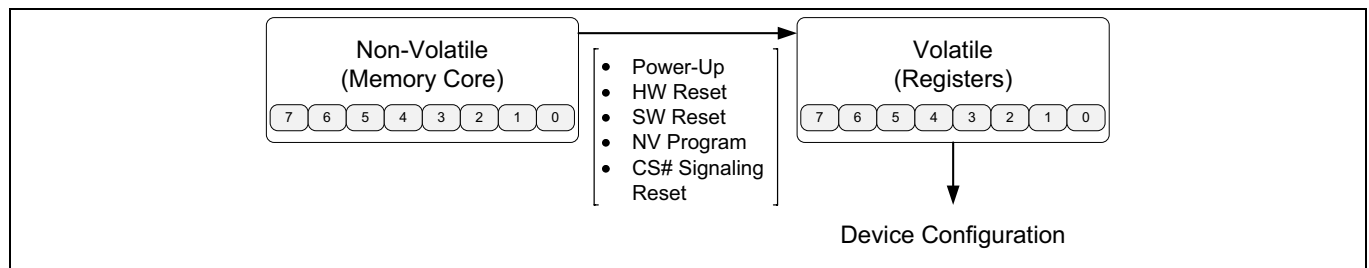 Non-Volatile
(Memory Core)
7 6 5 4 3 2 1 0
• Power-Up
• HW Reset
• SW Reset
• NV Program
• CS# Signaling
Reset
Volatile
(Registers)
7 6 5 4 3 2 1 0
Device Configuration